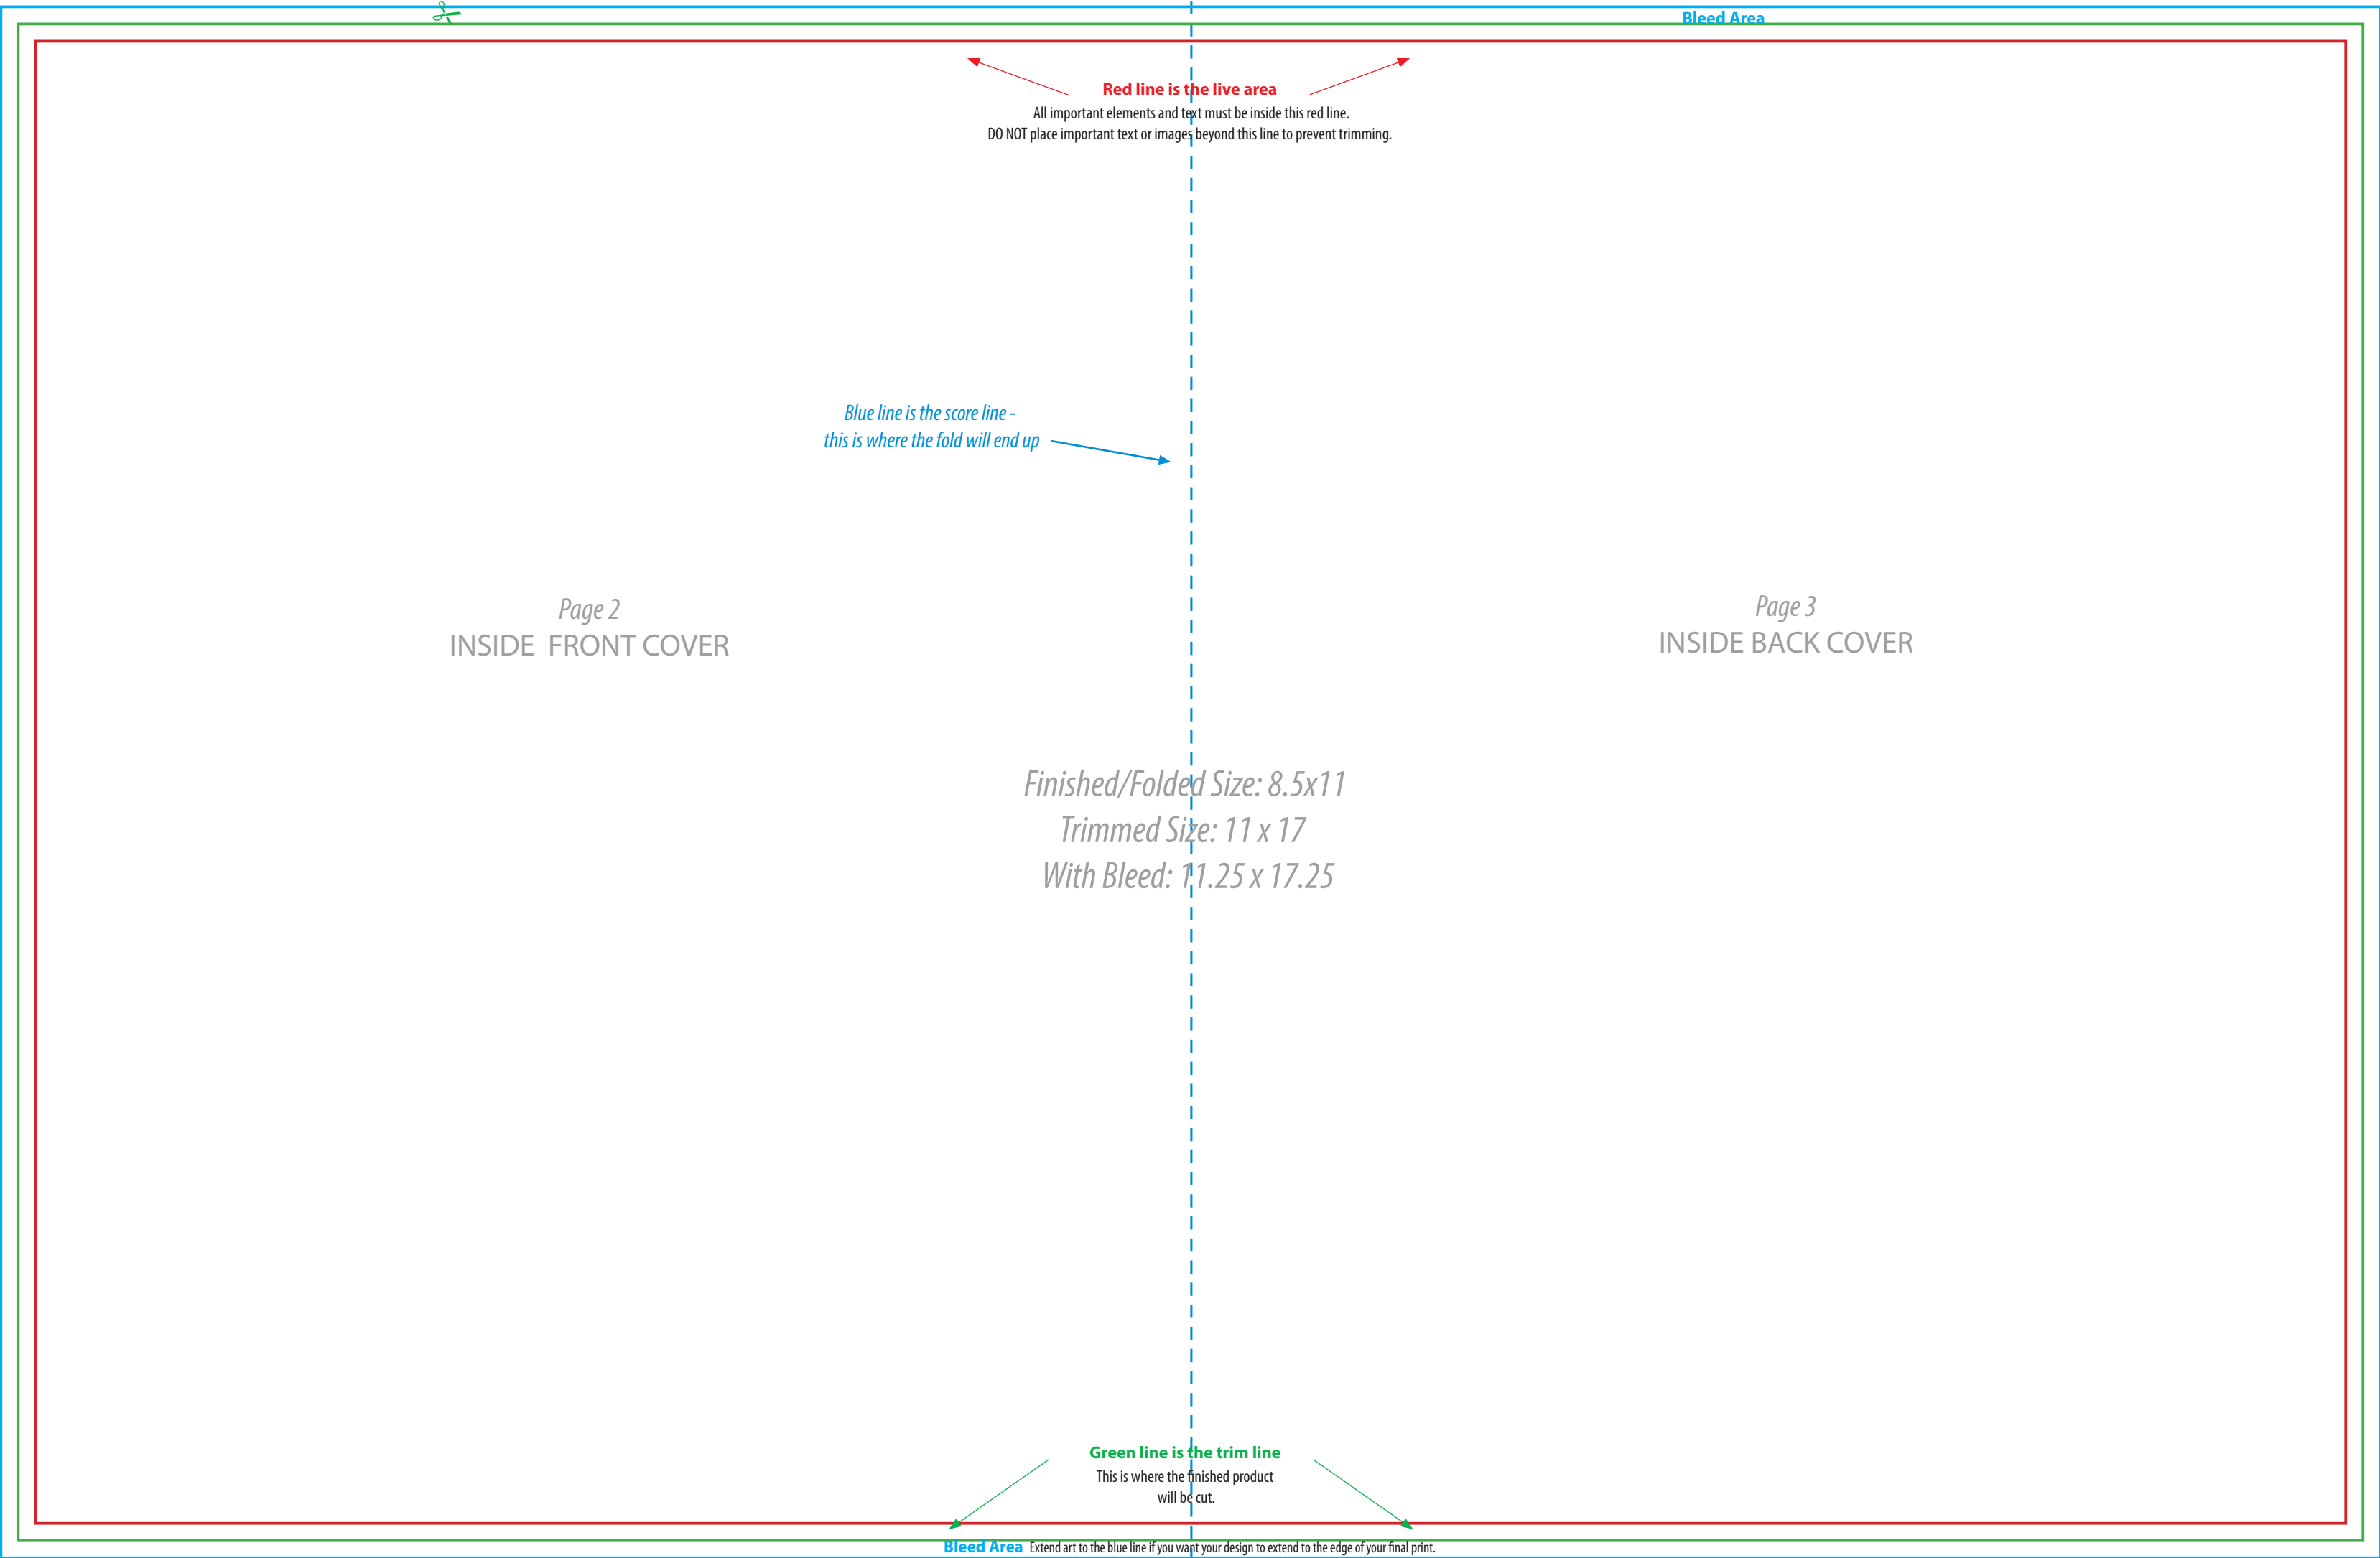 Bleed Area
Red line is the live area
All important elements and text must be inside this red line.
DO NOT place important text or images beyond this line to prevent trimming.
Blue line is the score line -
this is where the fold will end up
Page 2
INSIDE FRONT COVER
Page 3
INSIDE BACK COVER
Finished/Folded Size: 8.5x11
Trimmed Size: 11 x 17
With Bleed: 11.25 x 17.25
Green line is the trim line
This is where the finished product
will be cut.
Bleed Area Extend art to the blue line if you want your design to extend to the edge of your final print.